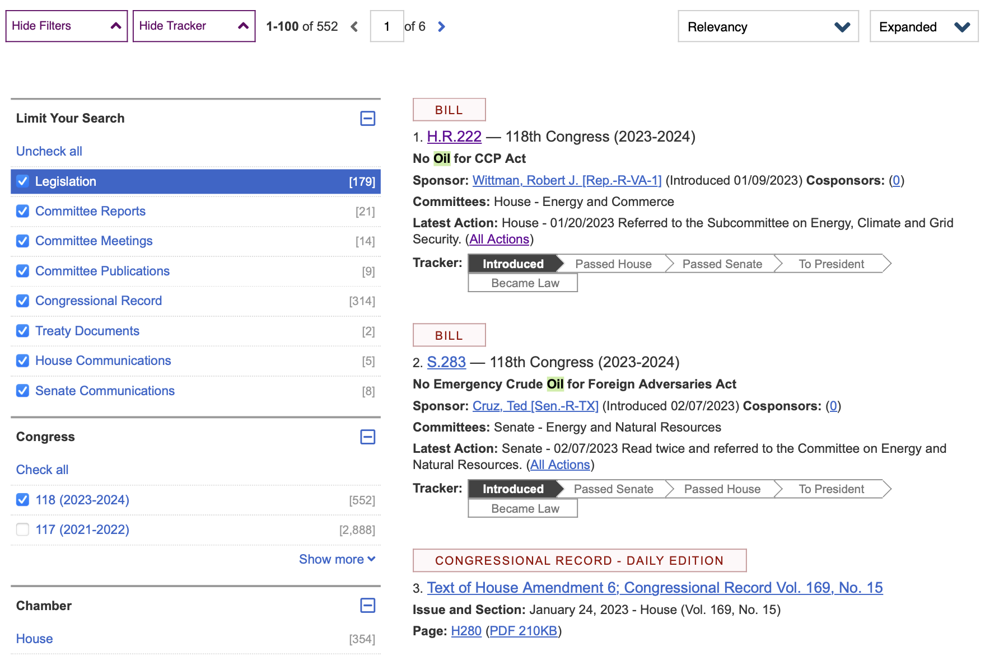 Hide Filters
Hide Tracker
1-100 of 552
1 of 6
Relevancy
Expanded
Limit Your Search
Uncheck all
Legislation [179]
Committee Reports [21]
Committee Meetings [14]
Committee Publications [9]
Congressional Record [314]
Treaty Documents [2]
House Communications [5]
Senate Communications [8]
Congress
Check all
118 (2023-2024) [552]
117 (2021-2022) [2,888]
Show more
Chamber
House [354]
BILL
1. H.R.222 — 118th Congress (2023-2024)
No Oil for CCP Act
Sponsor: Wittman, Robert J. [Rep.-R-VA-1] (Introduced 01/09/2023) Cosponsors: (0)
Committees: House - Energy and Commerce
Latest Action: House - 01/20/2023 Referred to the Subcommittee on Energy, Climate and Grid
Security. (All Actions)
Tracker: Introduced Passed House Passed Senate To President
Became Law
BILL
2. S.283 — 118th Congress (2023-2024)
No Emergency Crude Oil for Foreign Adversaries Act
Sponsor: Cruz, Ted [Sen.-R-TX] (Introduced 02/07/2023) Cosponsors: (0)
Committees: Senate - Energy and Natural Resources
Latest Action: Senate - 02/07/2023 Read twice and referred to the Committee on Energy and
Natural Resources. (All Actions)
Tracker: Introduced Passed Senate Passed House To President
Became Law
CONGRESSIONAL RECORD - DAILY EDITION
3. Text of House Amendment 6; Congressional Record Vol. 169, No. 15
Issue and Section: January 24, 2023 - House (Vol. 169, No. 15)
Page: H280 (PDF 210KB)